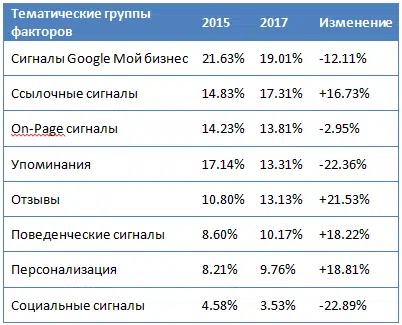 Тематические группы факторов 2015 2017 Изменение
Сигналы Google Мой бизнес 21.63% 19.01% -12.11%
Ссылочные сигналы 14.83% 17.31% +16.73%
On-Page сигналы 14.23% 13.81% -2.95%
Упоминания 17.14% 13.31% -22.36%
Отзывы 10.80% 13.13% +21.53%
Поведенческие сигналы 8.60% 10.17% +18.22%
Персонализация 8.21% 9.76% +18.81%
Социальные сигналы 4.58% 3.53% -22.89%